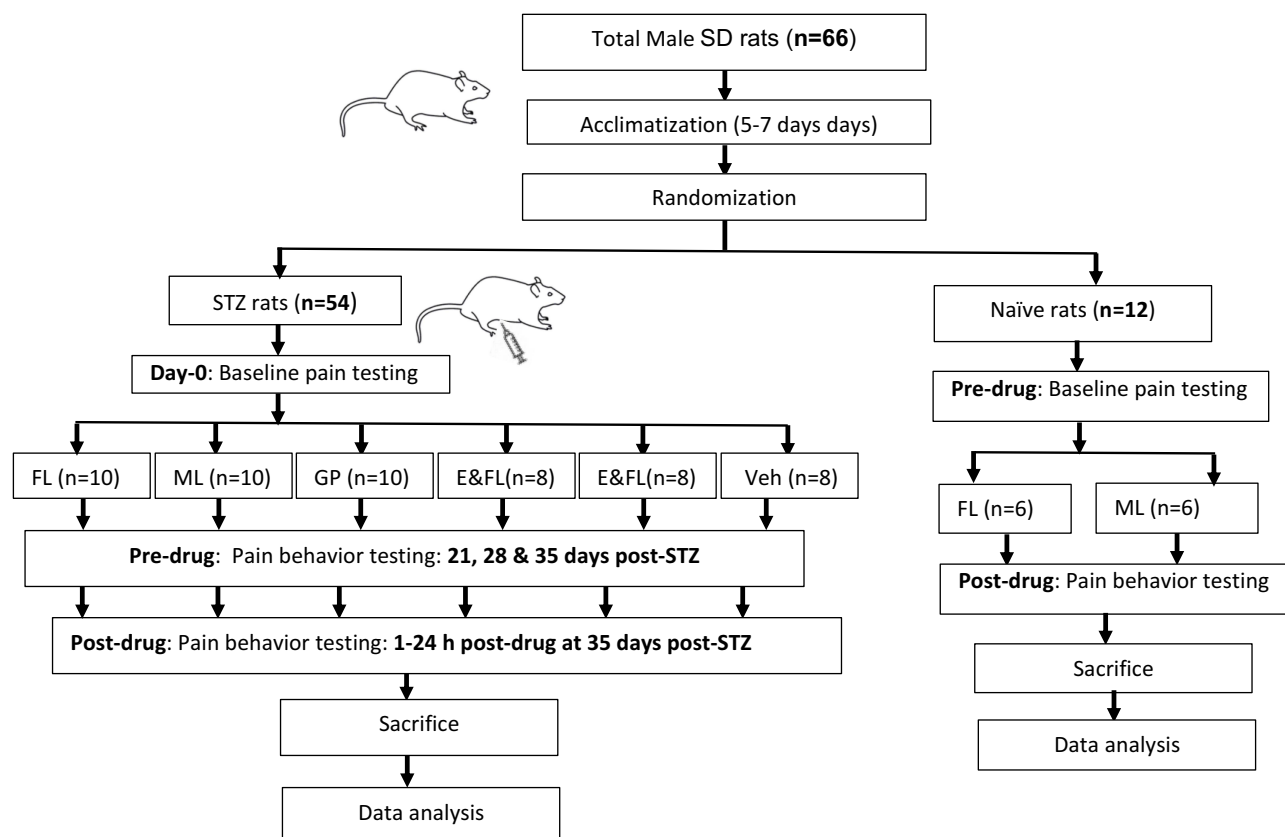 Total Male SD rats (n=66)
Acclimatization (5-7 days days)
Randomization
STZ rats (n=54)
Naïve rats (n=12)
Day-0: Baseline pain testing
Pre-drug: Baseline pain testing
FL (n=10)
ML (n=10)
GP (n=10)
E&FL(n=8)
E&FL(n=8)
Veh (n=8)
FL (n=6)
ML (n=6)
Pre-drug: Pain behavior testing: 21, 28 & 35 days post-STZ
Post-drug: Pain behavior testing
Post-drug: Pain behavior testing: 1-24 h post-drug at 35 days post-STZ
Sacrifice
Sacrifice
Data analysis
Data analysis